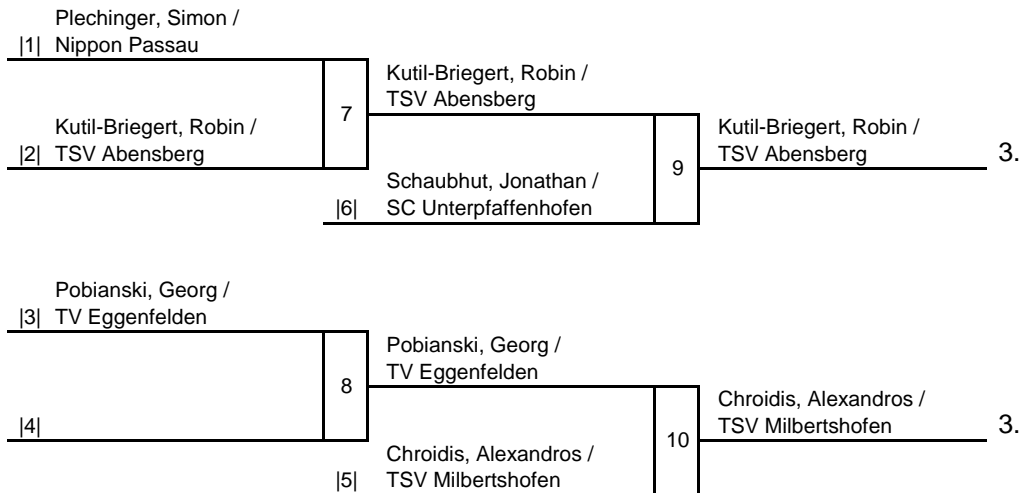 Plechinger, Simon /
|1| Nippon Passau
Kutil-Briegert, Robin /
7 TSV Abensberg
Kutil-Briegert, Robin /
|2| TSV Abensberg
Kutil-Briegert, Robin /
TSV Abensberg 3.
9
Schaubhut, Jonathan /
|6| SC Unterpfaffenhofen
Pobianski, Georg /
|3| TV Eggenfelden
Pobianski, Georg /
8 TV Eggenfelden
|4|
Chroidis, Alexandros /
TSV Milbertshofen 3.
10
Chroidis, Alexandros /
|5| TSV Milbertshofen